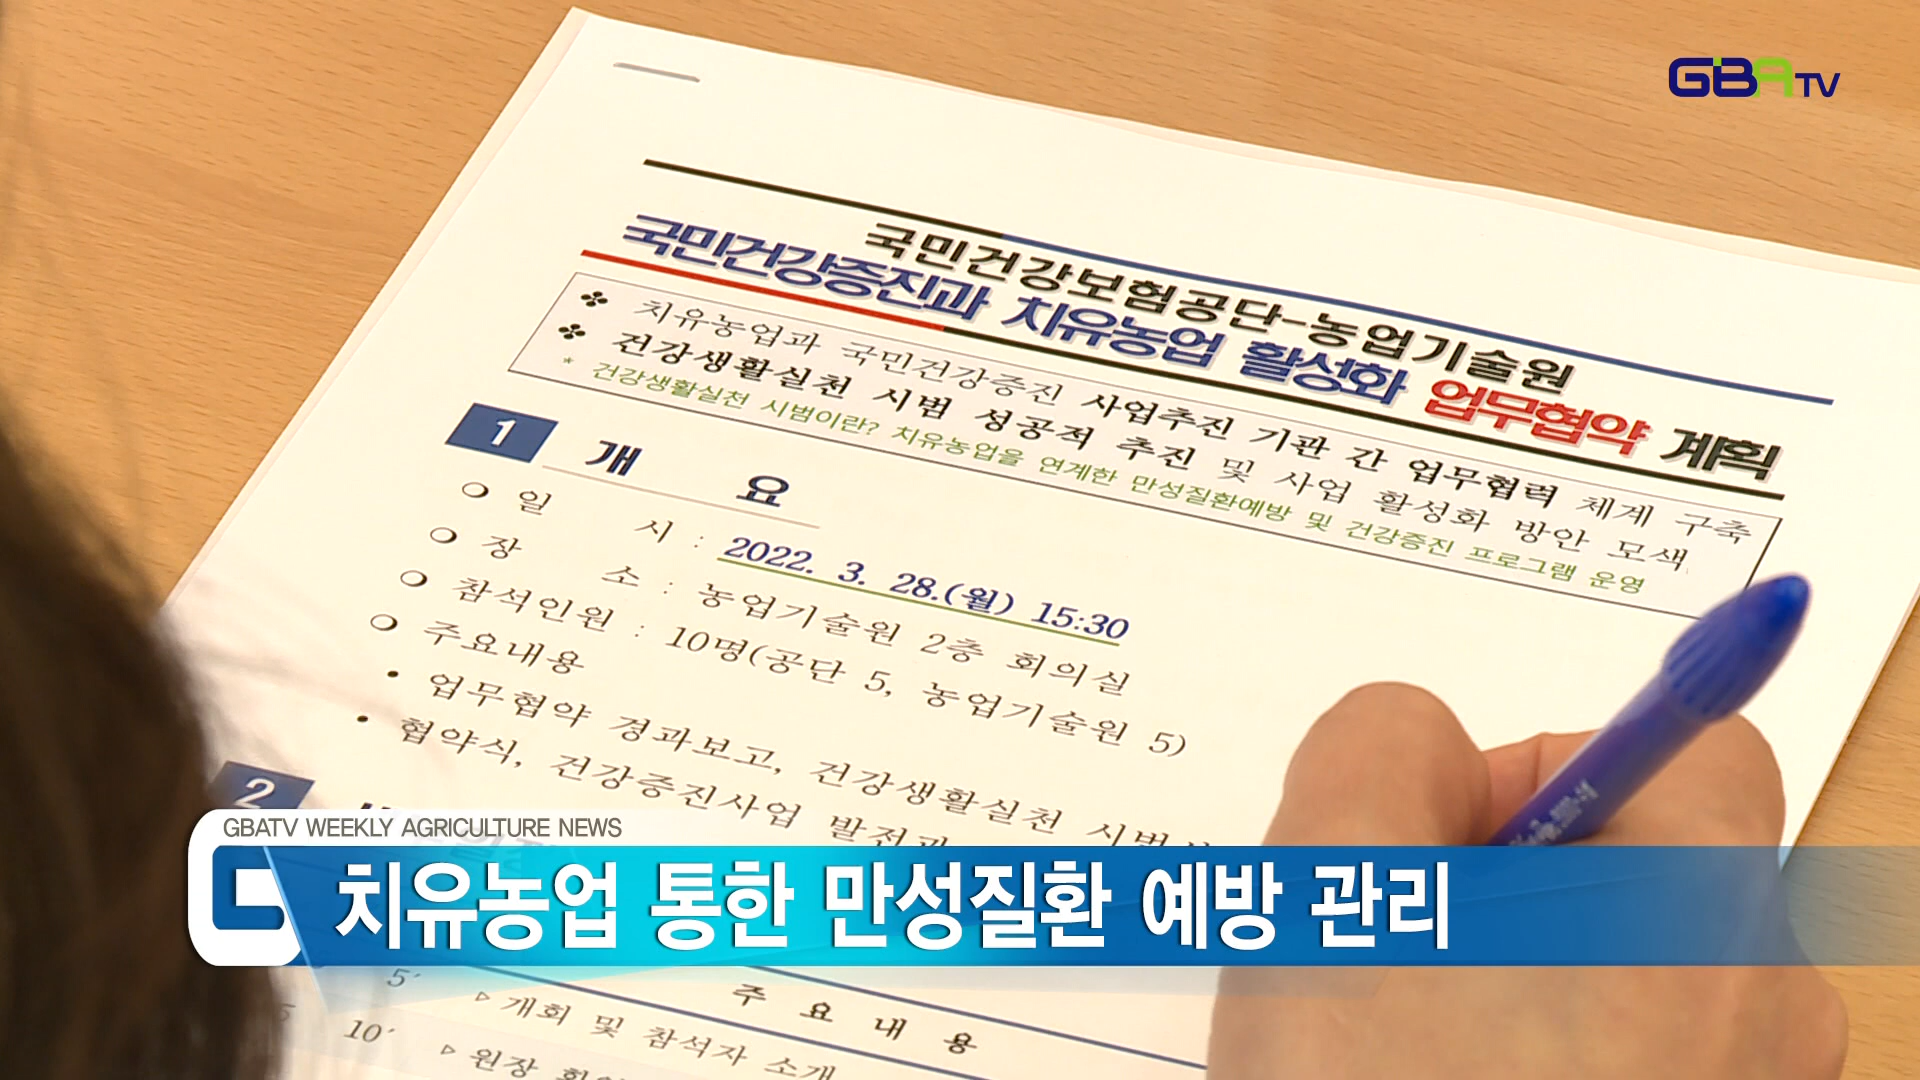 GBATV
국민건강보험공단-농업기술원
국민건강증진과 치유농업 활성화 업무협약 계획
치유농업과 국민건강증진 사업추진 기관 간 업무협력 체계 구축
건강생활실천 시범 성공적 추진 및 사업 활성화 방안 모색
* 건강생활실천 시범이란? 치유농업을 연계한 만성질환예방 및 건강증진 프로그램 운영
1 개 요
일 시 : 2022. 3. 28.(월) 15:30
장 소 : 농업기술원 2층 회의실
참석인원 : 10명(공단 5, 농업기술원 5)
주요내용
• 업무협약 경과보고, 건강생활실천 시범
• 협약식, 건강증진사업 발전과
2
GBATV WEEKLY AGRICULTURE NEWS
치유농업 통한 만성질환 예방 관리
주 요 내 용
5′ ▷ 개회 및 참석자 소개
10′ ▷ 원장